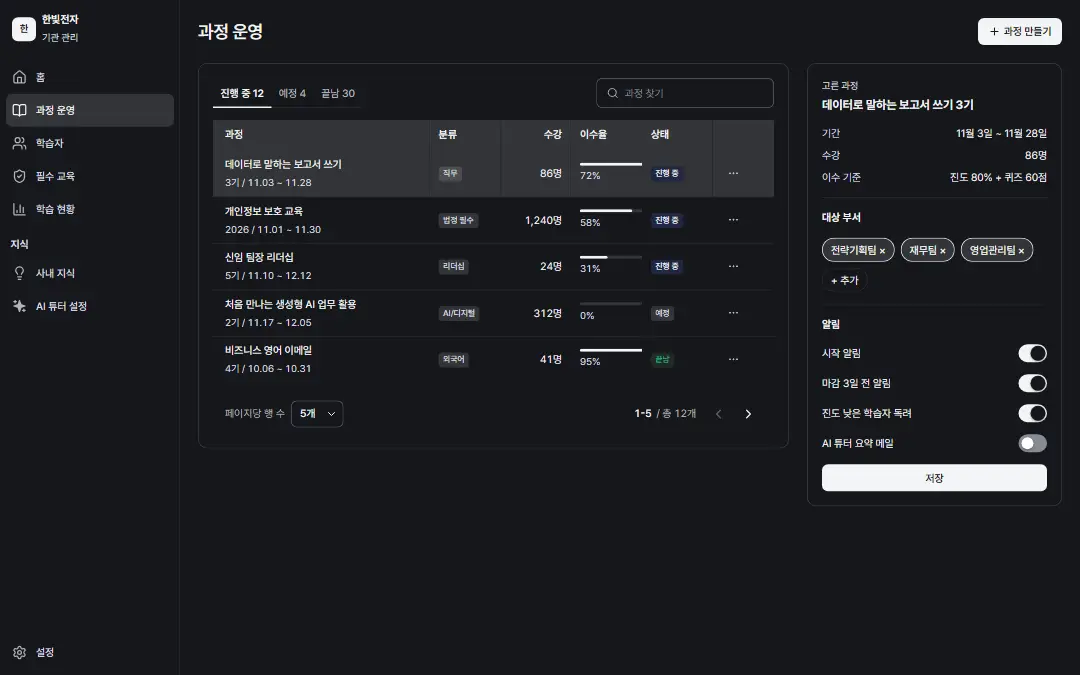 한
한빛전자
기관 관리
홈
과정 운영
학습자
필수 교육
학습 현황
지식
사내 지식
AI 튜터 설정
설정
과정 운영
+ 과정 만들기
진행 중 12 예정 4 끝남 30
과정 찾기
과정 분류 수강 이수율 상태
데이터로 말하는 보고서 쓰기
3기 / 11.03 ~ 11.28
직무 86명 72% 진행 중 ...
개인정보 보호 교육
2026 / 11.01 ~ 11.30
법정 필수 1,240명 58% 진행 중 ...
신임 팀장 리더십
5기 / 11.10 ~ 12.12
리더십 24명 31% 진행 중 ...
처음 만나는 생성형 AI 업무 활용
2기 / 11.17 ~ 12.05
AI/디지털 312명 0% 예정 ...
비즈니스 영어 이메일
4기 / 10.06 ~ 10.31
외국어 41명 95% 끝남 ...
페이지당 행 수 5개
1-5 / 총 12개
고른 과정
데이터로 말하는 보고서 쓰기 3기
기간 11월 3일 ~ 11월 28일
수강 86명
이수 기준 진도 80% + 퀴즈 60점
대상 부서
전략기획팀 × 재무팀 × 영업관리팀 ×
+ 추가
알림
시작 알림
마감 3일 전 알림
진도 낮은 학습자 독려
AI 튜터 요약 메일
저장